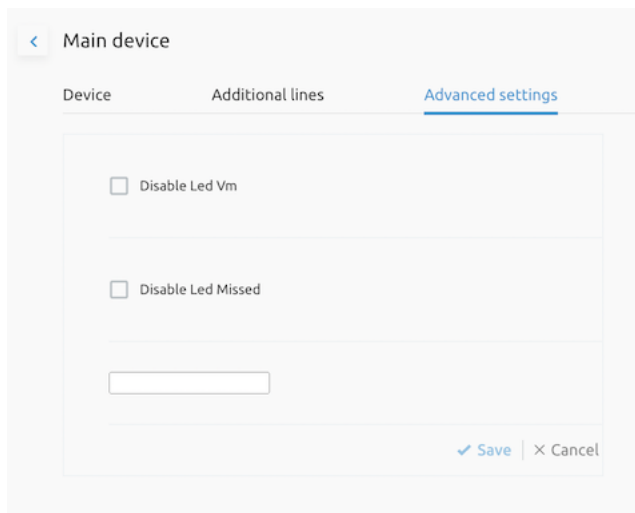 Main device
Device Additional lines Advanced settings
Disable Led Vm
Disable Led Missed
Save Cancel